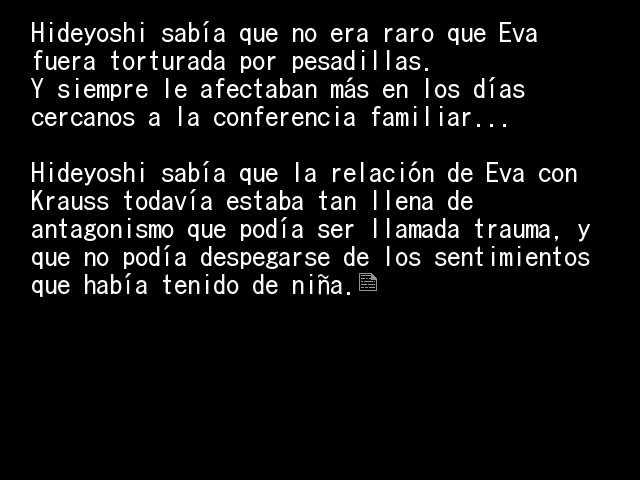 Hideyoshi sabía que no era raro que Eva
fuera torturada por pesadillas.
Y siempre le afectaban más en los días
cercanos a la conferencia familiar...
Hideyoshi sabía que la relación de Eva con
Krauss todavía estaba tan llena de
antagonismo que podía ser llamada trauma, y
que no podía despegarse de los sentimientos
que había tenido de niña.